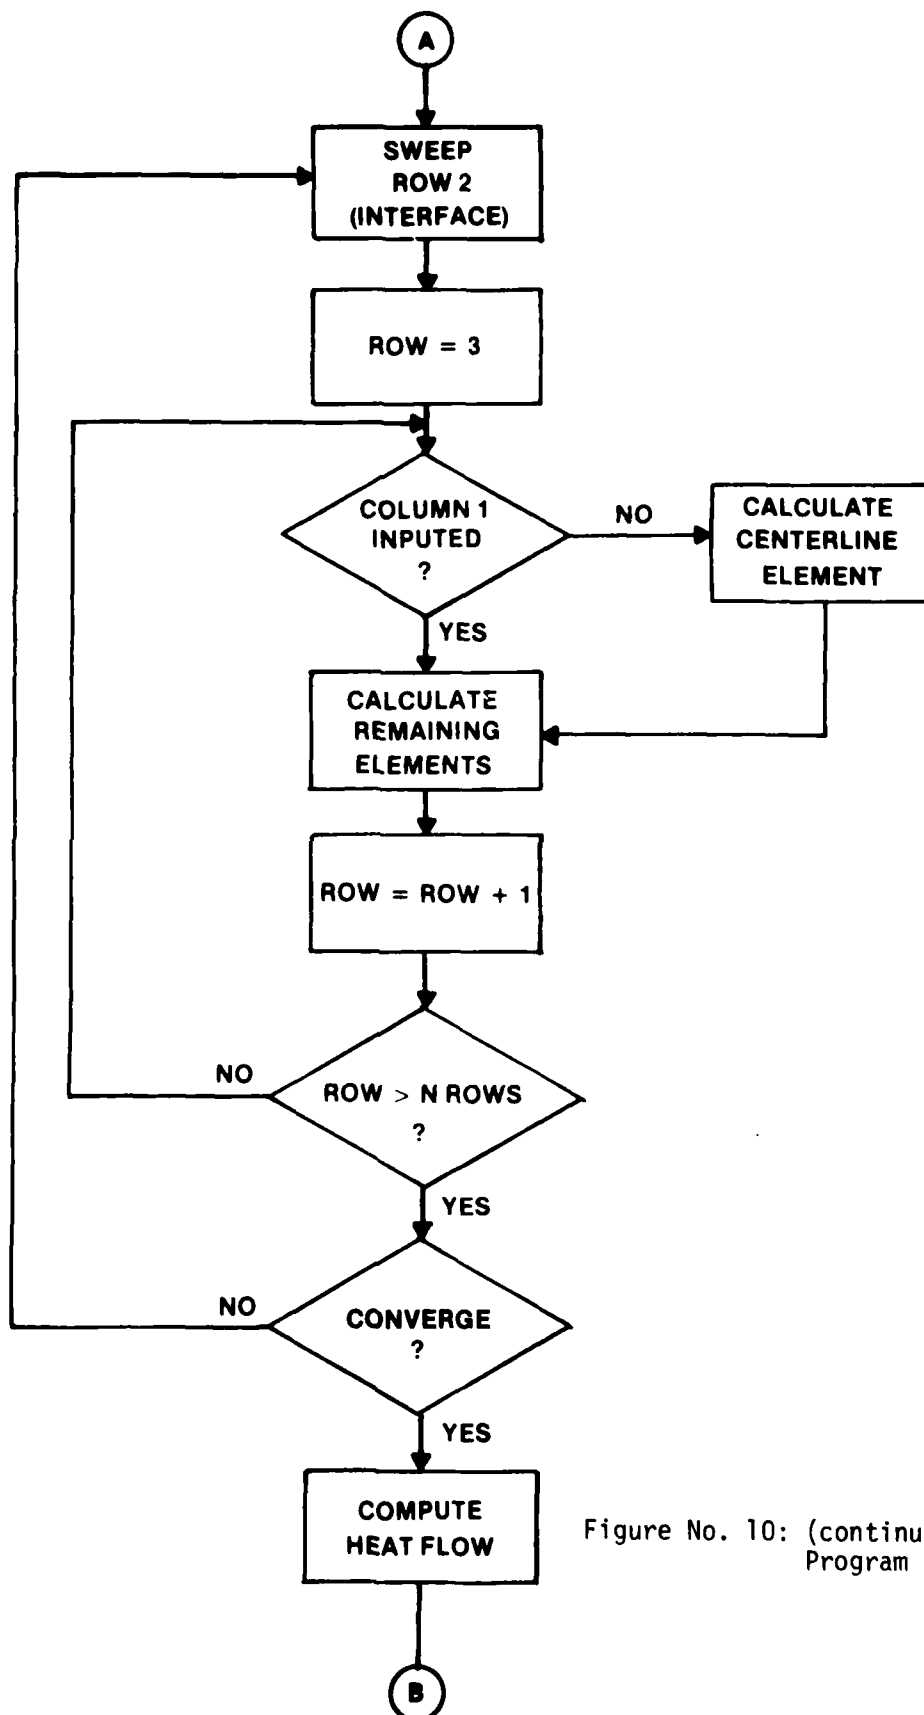 A
SWEEP
ROW 2
(INTERFACE)
ROW = 3
COLUMN 1
INPUTED
?
NO
CALCULATE
CENTERLINE
ELEMENT
YES
CALCULATE
REMAINING
ELEMENTS
ROW = ROW + 1
NO
ROW > N ROWS
?
YES
NO
CONVERGE
?
YES
COMPUTE
HEAT FLOW
Figure No. 10: (continu
Program
B